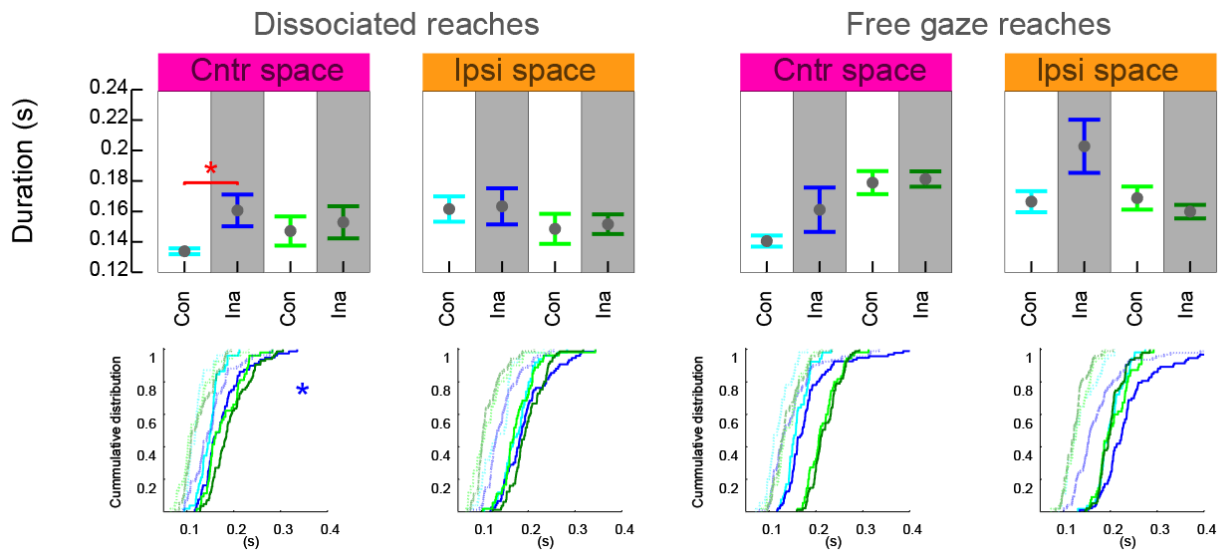 Dissociated reaches
Free gaze reaches
Cntr space
Ipsi space
Cntr space
Ipsi space
Duration (s)
0.24
0.22
0.2
0.18
0.16
0.14
0.12
*
Con Ina Con Ina
Con Ina Con Ina
Con Ina Con Ina
Con Ina Con Ina
Cummulative distribution
1
0.8
0.6
0.4
0.2
*
0.1 0.2 0.3 0.4
(s)
1
0.8
0.6
0.4
0.2
0.1 0.2 0.3 0.4
(s)
Cummulative distribution
1
0.8
0.6
0.4
0.2
0.1 0.2 0.3 0.4
(s)
1
0.8
0.6
0.4
0.2
0.1 0.2 0.3 0.4
(s)